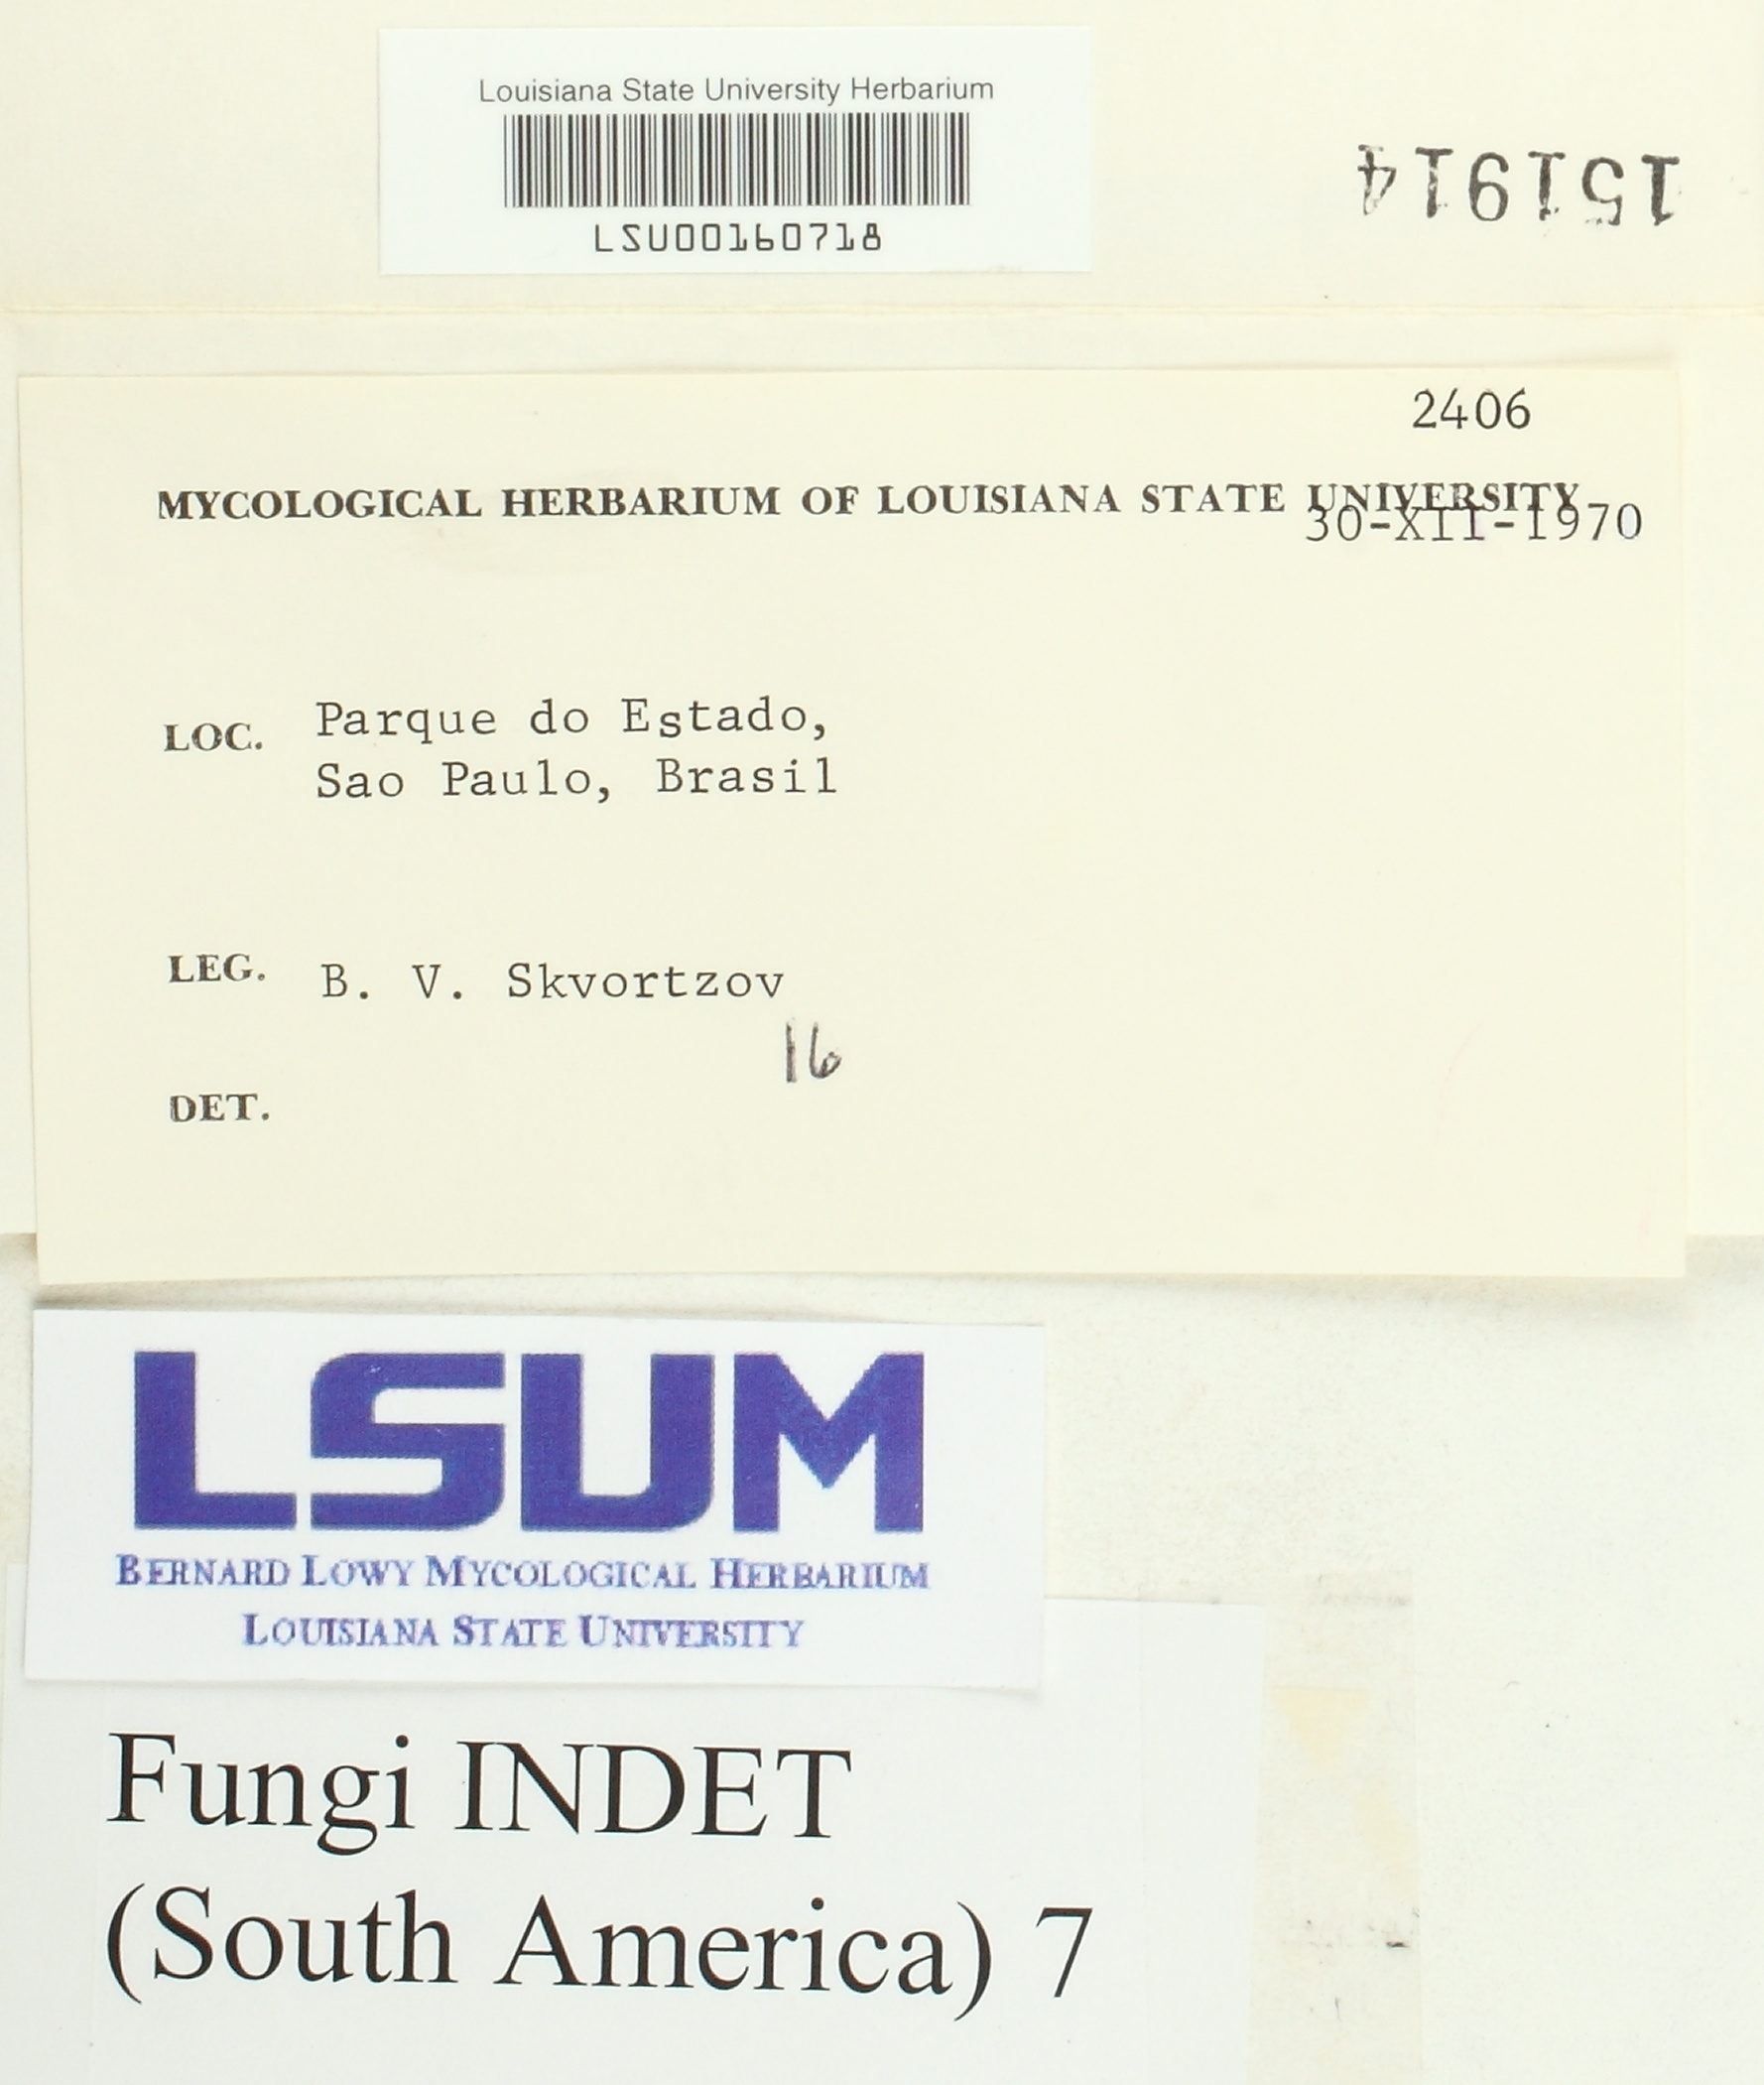 Louisiana State University Herbarium
LSU00160718
151914
2406
MYCOLOGICAL HERBARIUM OF LOUISIANA STATE UNIVERSITY
30-XII-1970
LOC. Parque do Estado,
Sao Paulo, Brasil
LEG. B. V. Skvortzov
16
DET.
LSUM
BERNARD LOWY MYCOLOGICAL HERBARIUM
LOUISIANA STATE UNIVERSITY
Fungi INDET
(South America) 7